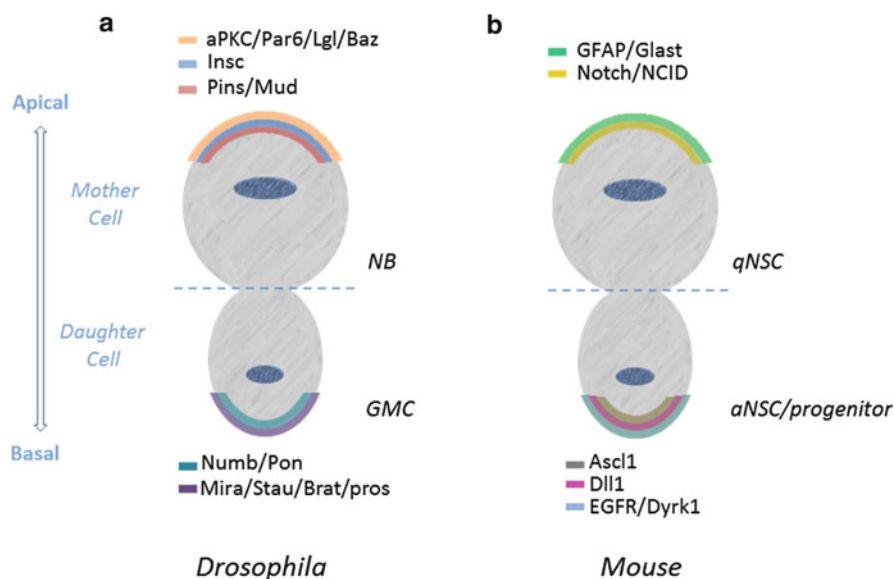 a
aPKC/Par6/Lgl/Baz
Insc
Pins/Mud
Apical
Mother
Cell
NB
Daughter
Cell
GMC
Basal
Numb/Pon
Mira/Stau/Brat/pros
Drosophila
b
GFAP/Glast
Notch/NCID
qNSC
aNSC/progenitor
Ascl1
Dll1
EGFR/Dyrk1
Mouse